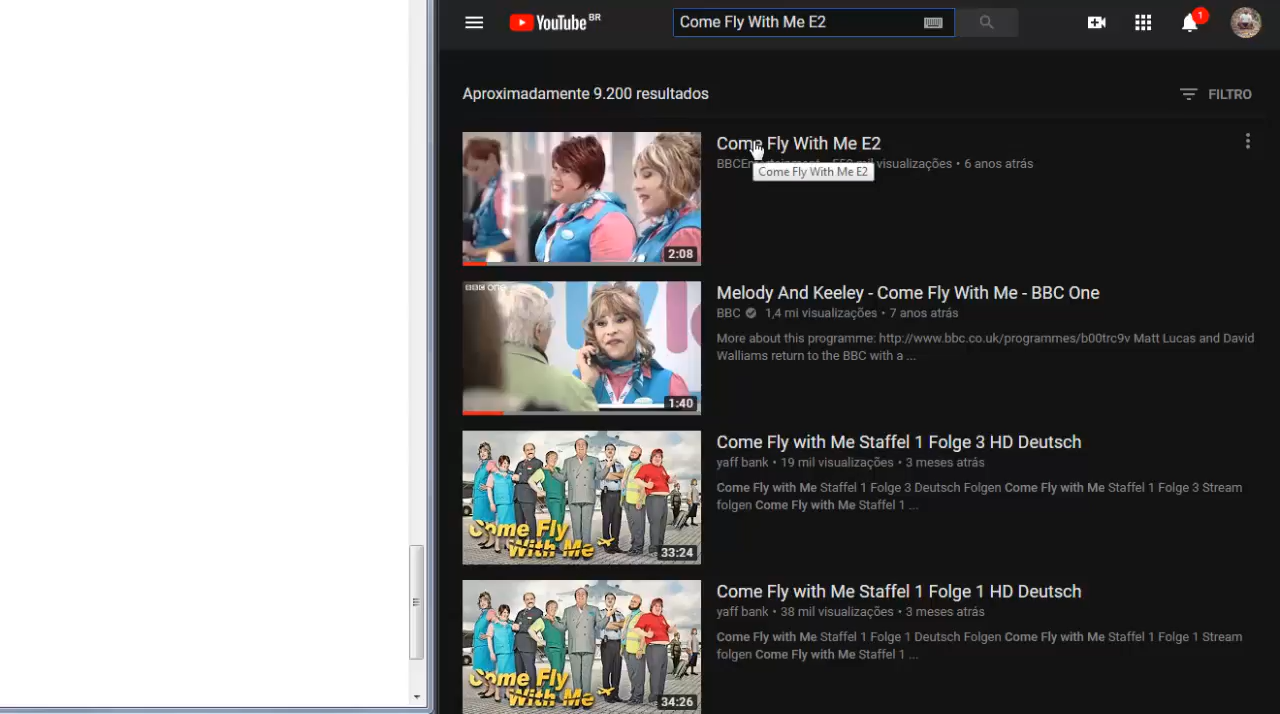 YouTube BR
Come Fly With Me E2
1
Aproximadamente 9.200 resultados
FILTRO
2:08
Come Fly With Me E2
visualizações • 6 anos atrás
Come Fly With Me E2
BBC ONE
1:40
Melody And Keeley - Come Fly With Me - BBC One
BBC 1,4 mi visualizações • 7 anos atrás
More about this programme: http://www.bbc.co.uk/programmes/b00trc9v Matt Lucas and David
Walliams return to the BBC with a ...
Come Fly
With Me
33:24
Come Fly with Me Staffel 1 Folge 3 HD Deutsch
yaff bank • 19 mil visualizações • 3 meses atrás
Come Fly with Me Staffel 1 Folge 3 Deutsch Folgen Come Fly with Me Staffel 1 Folge 3 Stream
folgen Come Fly with Me Staffel 1 ...
Come Fly
With Me
34:26
Come Fly with Me Staffel 1 Folge 1 HD Deutsch
yaff bank • 38 mil visualizações • 3 meses atrás
Come Fly with Me Staffel 1 Folge 1 Deutsch Folgen Come Fly with Me Staffel 1 Folge 1 Stream
folgen Come Fly with Me Staffel 1 ...